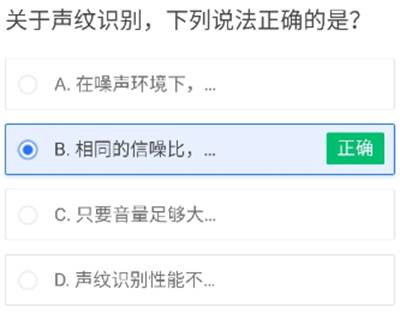 关于声纹识别，下列说法正确的是？
A. 在噪声环境下，...
B. 相同的信噪比，... 正确
C. 只要音量足够大...
D. 声纹识别性能不...